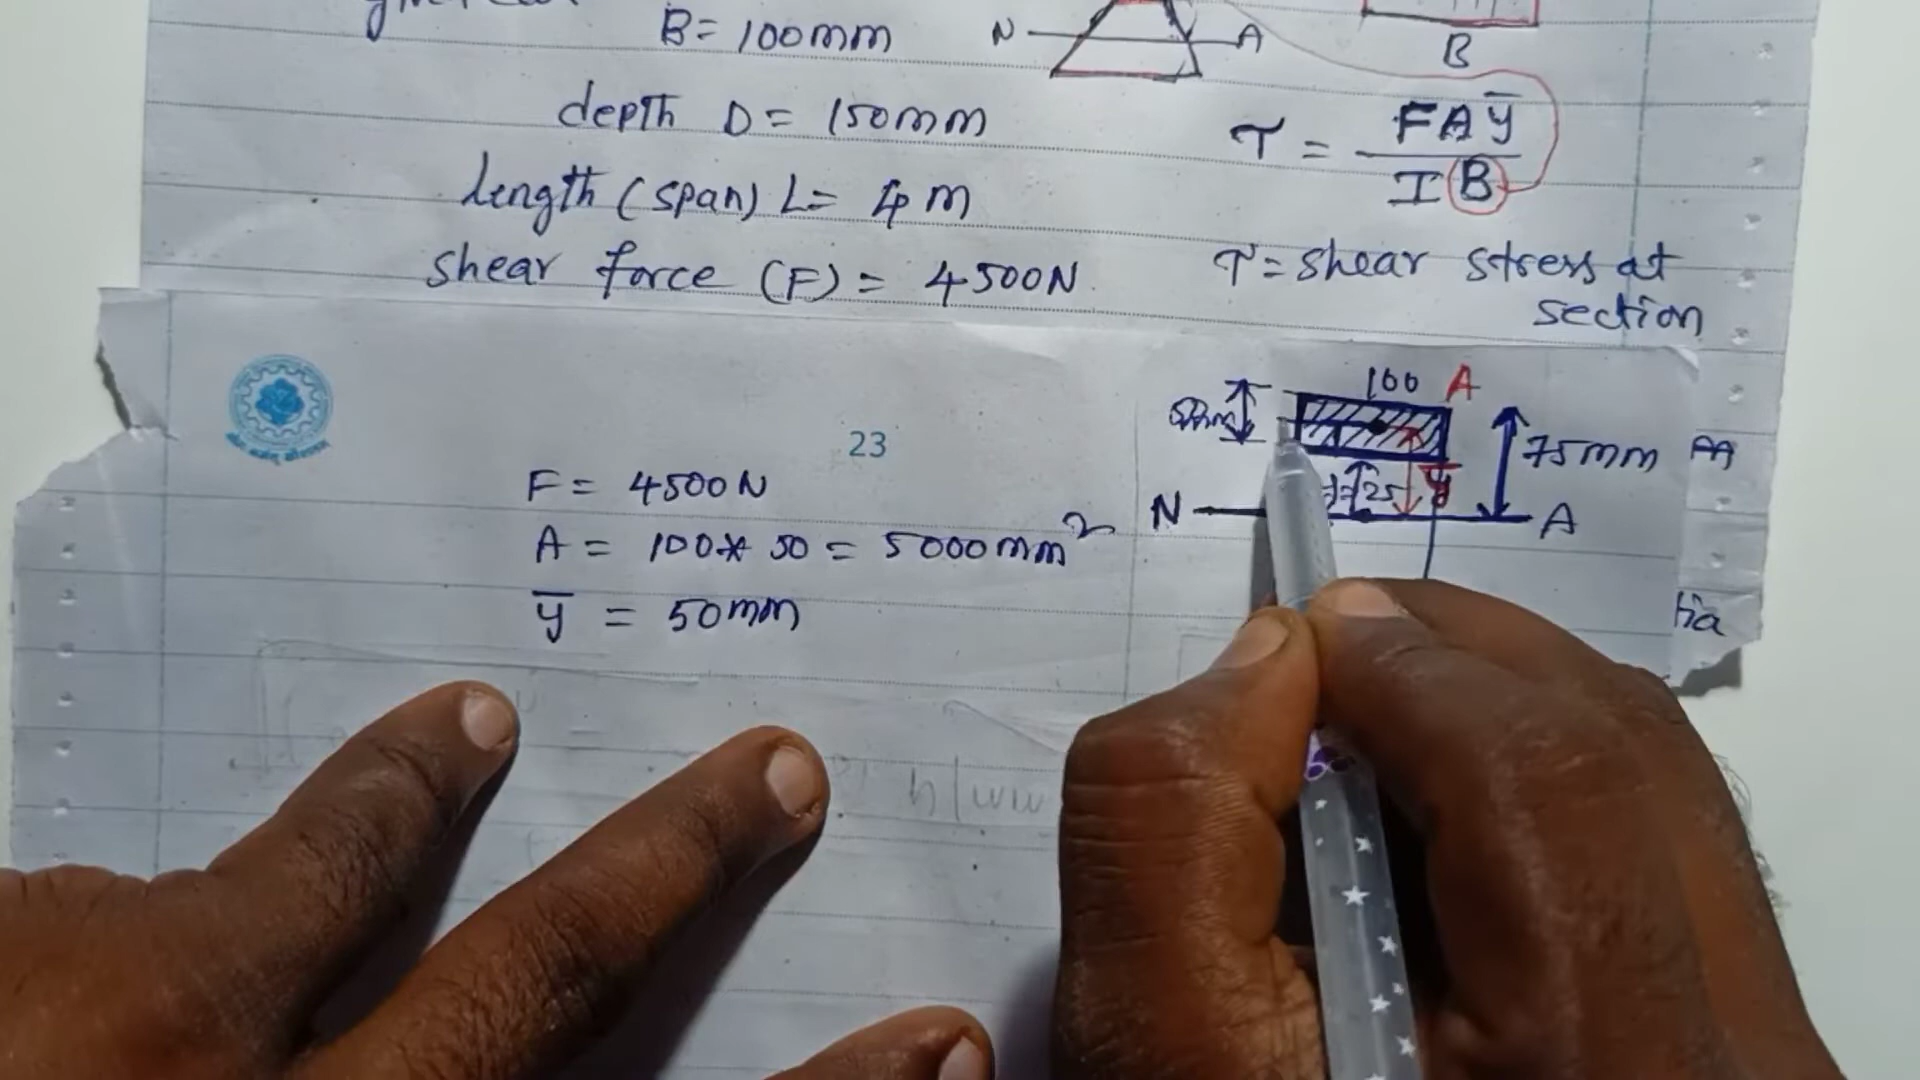 B = 100mm
N A
B
depth D = 150mm
τ = FAȳ / IB
length (span) L = 4m
shear force (F) = 4500N
τ = shear stress at
section
23
100 A
75mm
ȳ
25
N A
F = 4500N
A = 100* 50 = 5000mm²
ȳ = 50mm